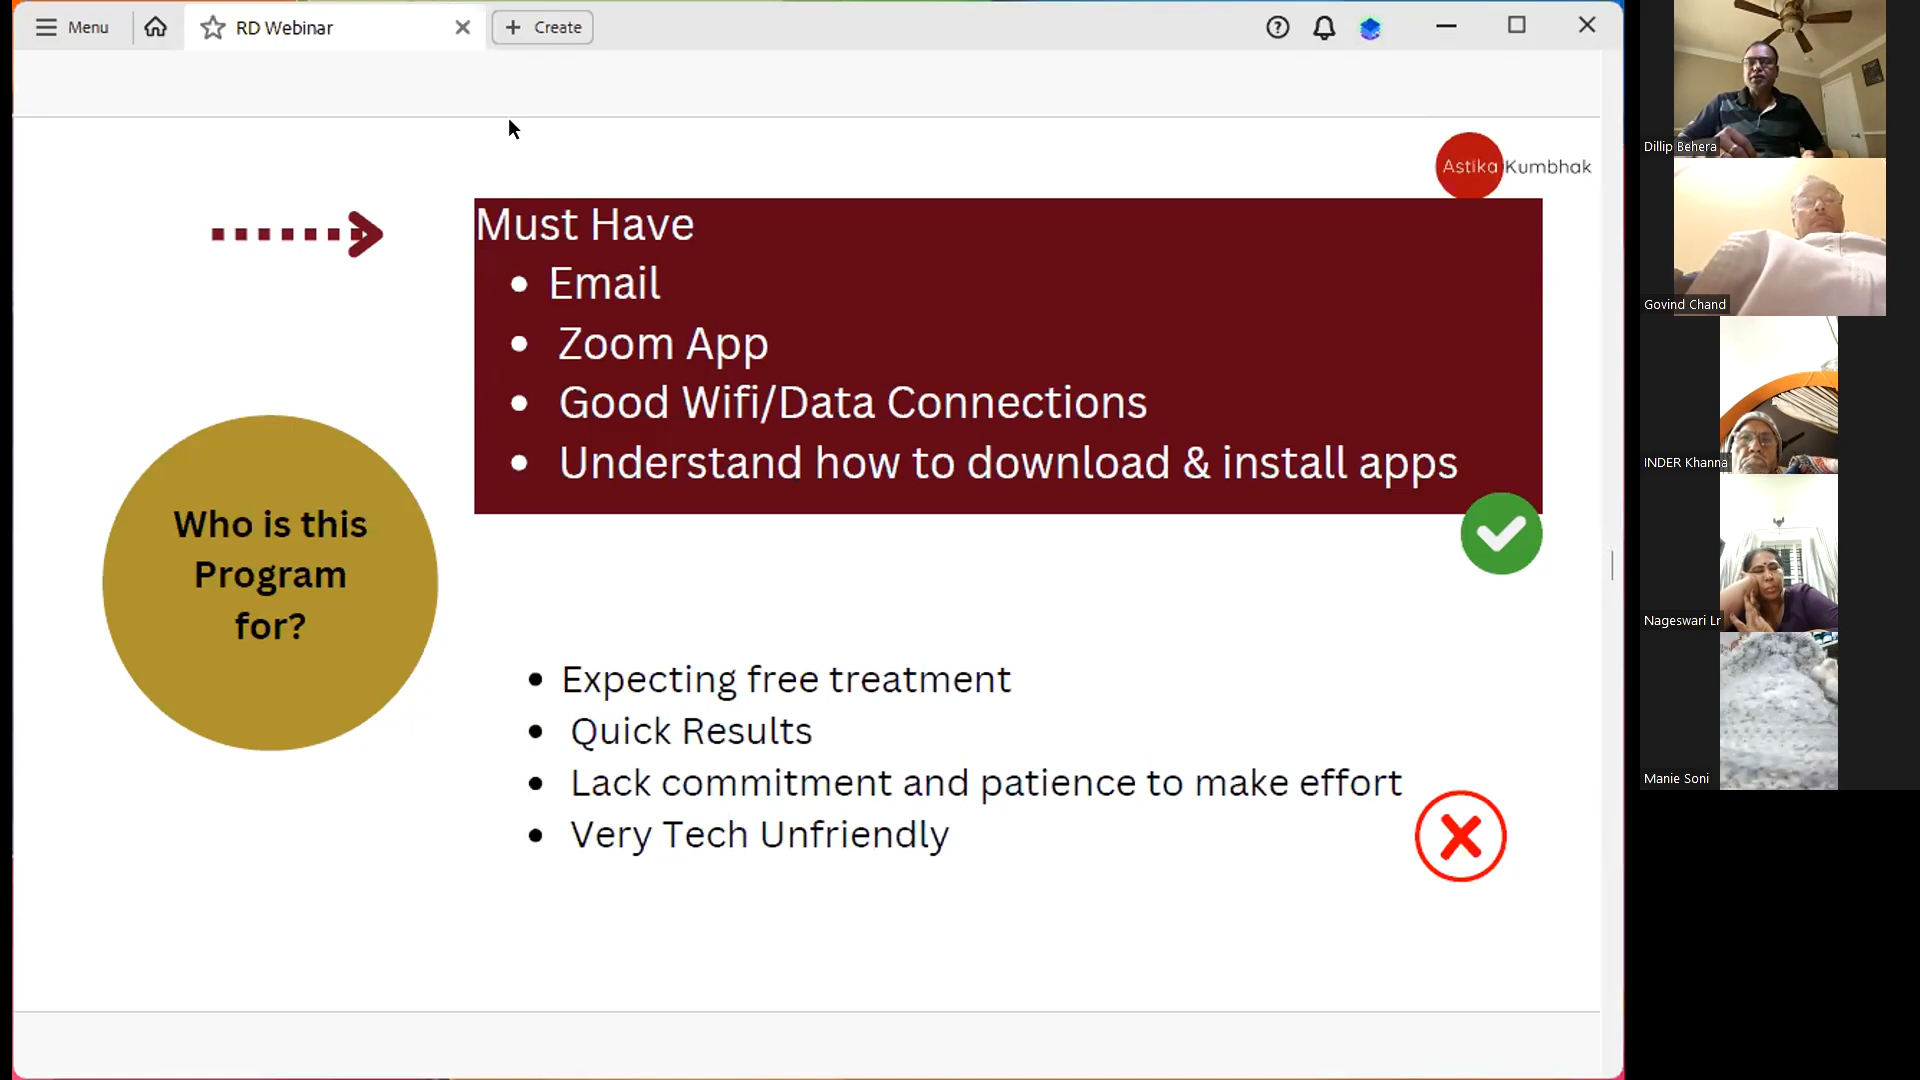 Menu
RD Webinar
Create
Astika Kumbhak
Must Have
Email
Zoom App
Good Wifi/Data Connections
Understand how to download & install apps
Who is this
Program
for?
Expecting free treatment
Quick Results
Lack commitment and patience to make effort
Very Tech Unfriendly
Dillip Behera
Govind Chand
INDER Khanna
Nageswari Lr
Manie Soni